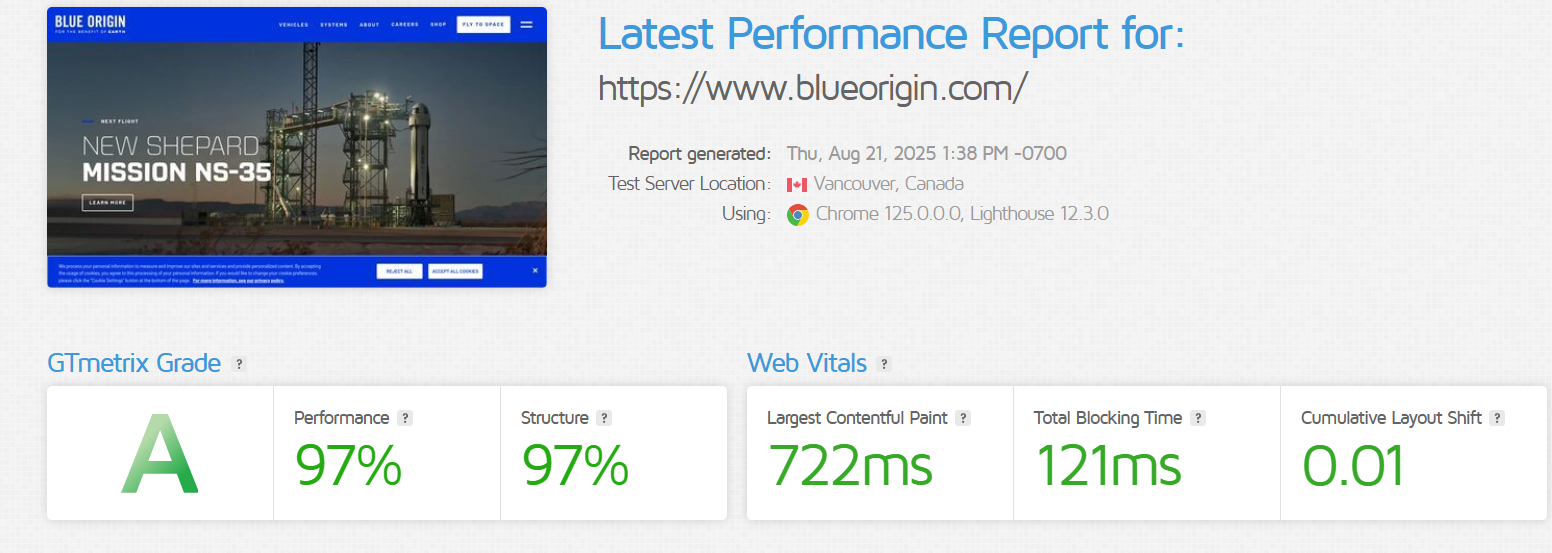 BLUE ORIGIN
FOR THE BENEFIT OF EARTH
VEHICLES SYSTEMS ABOUT CAREERS SHOP FLY TO SPACE
NEXT FLIGHT
NEW SHEPARD
MISSION NS-35
LEARN MORE
We process your personal information to measure and improve our sites and services and provide personalized content. By accepting
the usage of cookies, you agree to this processing of your personal information. If you would like to change your cookie preferences,
please click the "Cookie Settings" button at the bottom of the page. For more information, see our privacy policy.
REJECT ALL
ACCEPT ALL COOKIES
Latest Performance Report for:
https://www.blueorigin.com/
Report generated: Thu, Aug 21, 2025 1:38 PM -0700
Test Server Location: Vancouver, Canada
Using: Chrome 125.0.0.0, Lighthouse 12.3.0
GTmetrix Grade ?
A
Performance ?
97%
Structure ?
97%
Web Vitals ?
Largest Contentful Paint ?
722ms
Total Blocking Time ?
121ms
Cumulative Layout Shift ?
0.01